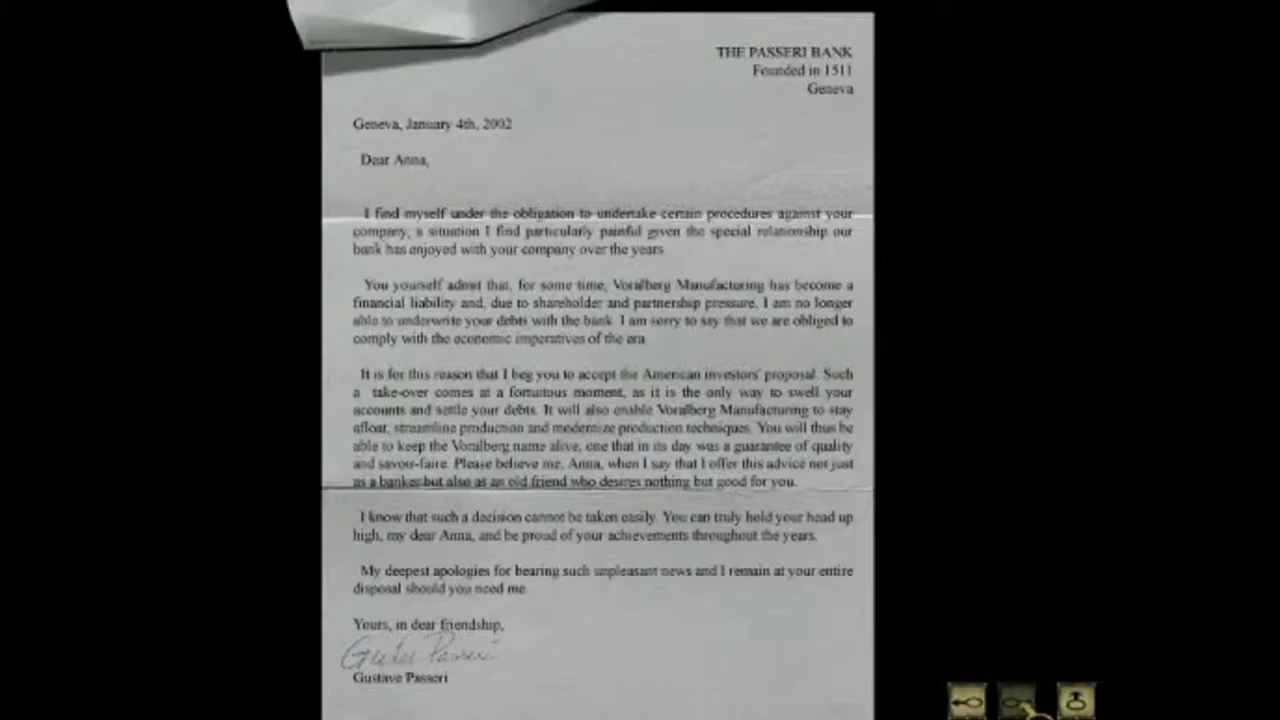 THE PASSERI BANK
Founded in 1511
Geneva
Geneva, January 4th, 2002
Dear Anna,
I find myself under the obligation to undertake certain procedures against your
company, a situation I find particularly painful given the special relationship our
bank has enjoyed with your company over the years
You yourself admit that, for some time, Voralberg Manufacturing has become a
financial liability and, due to shareholder and partnership pressure, I am no longer
able to underwrite your debts with the bank. I am sorry to say that we are obliged to
comply with the economic imperatives of the era
It is for this reason that I beg you to accept the American investors' proposal. Such
a take-over comes at a fortuitous moment, as it is the only way to swell your
accounts and settle your debts. It will also enable Voralberg Manufacturing to stay
afloat, streamline production and modernize production techniques. You will thus be
able to keep the Voralberg name alive, one that in its day was a guarantee of quality
and savoir-faire. Please believe me, Anna, when I say that I offer this advice not just
as a banker but also as an old friend who desires nothing but good for you.
I know that such a decision cannot be taken easily. You can truly hold your head up
high, my dear Anna, and be proud of your achievements throughout the years.
My deepest apologies for bearing such unpleasant news and I remain at your entire
disposal should you need me
Yours, in dear friendship,
Gustave Passeri
Gustave Passeri